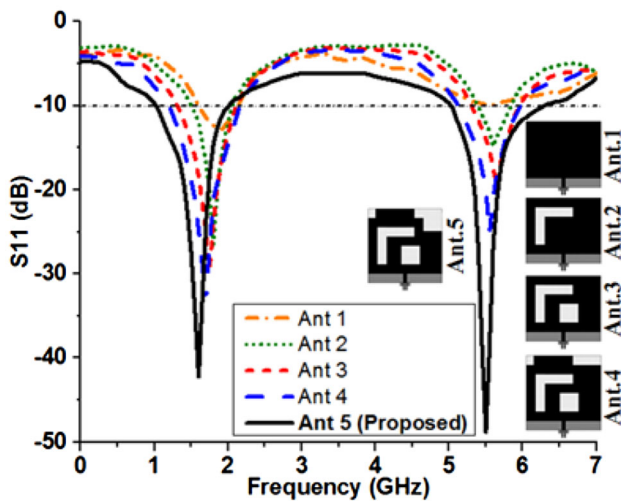 0
-10
-20
-30
-40
-50
S11 (dB)
0 1 2 3 4 5 6 7
Frequency (GHz)
Ant 1
Ant 2
Ant 3
Ant 4
Ant 5 (Proposed)
Ant.5
Ant.1
Ant.2
Ant.3
Ant.4